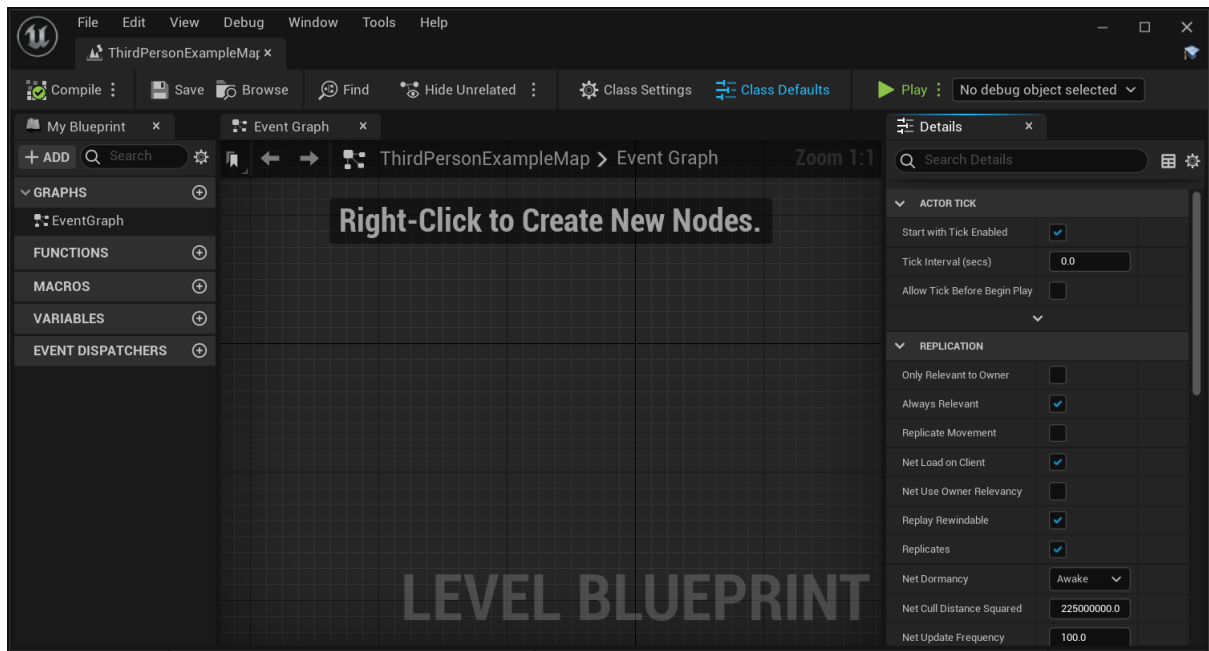 File Edit View Debug Window Tools Help
ThirdPersonExampleMap
Compile Save Browse Find Hide Unrelated Class Settings Class Defaults Play No debug object selected
My Blueprint
ADD Search
GRAPHS
EventGraph
FUNCTIONS
MACROS
VARIABLES
EVENT DISPATCHERS
Event Graph
ThirdPersonExampleMap > Event Graph Zoom 1:1
Right-Click to Create New Nodes.
LEVEL BLUEPRINT
Details
Search Details
ACTOR TICK
Start with Tick Enabled
Tick Interval (secs) 0.0
Allow Tick Before Begin Play
REPLICATION
Only Relevant to Owner
Always Relevant
Replicate Movement
Net Load on Client
Net Use Owner Relevancy
Replay Rewindable
Replicates
Net Dormancy Awake
Net Cull Distance Squared 225000000.0
Net Update Frequency 100.0